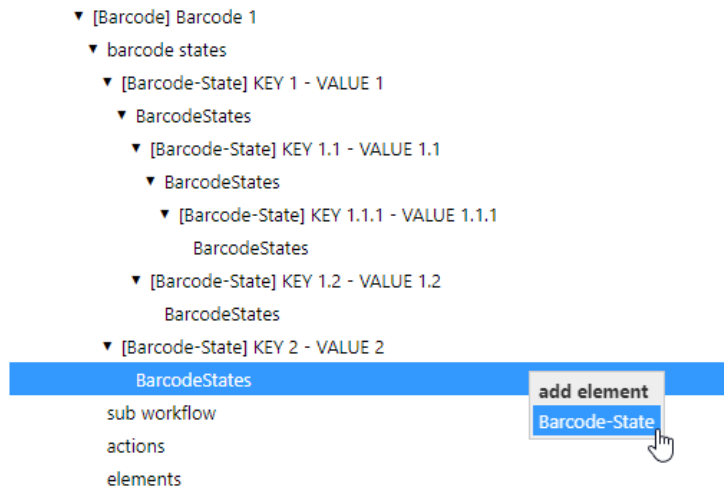 [Barcode] Barcode 1
barcode states
[Barcode-State] KEY 1 - VALUE 1
BarcodeStates
[Barcode-State] KEY 1.1 - VALUE 1.1
BarcodeStates
[Barcode-State] KEY 1.1.1 - VALUE 1.1.1
BarcodeStates
[Barcode-State] KEY 1.2 - VALUE 1.2
BarcodeStates
[Barcode-State] KEY 2 - VALUE 2
BarcodeStates
add element
Barcode-State
sub workflow
actions
elements